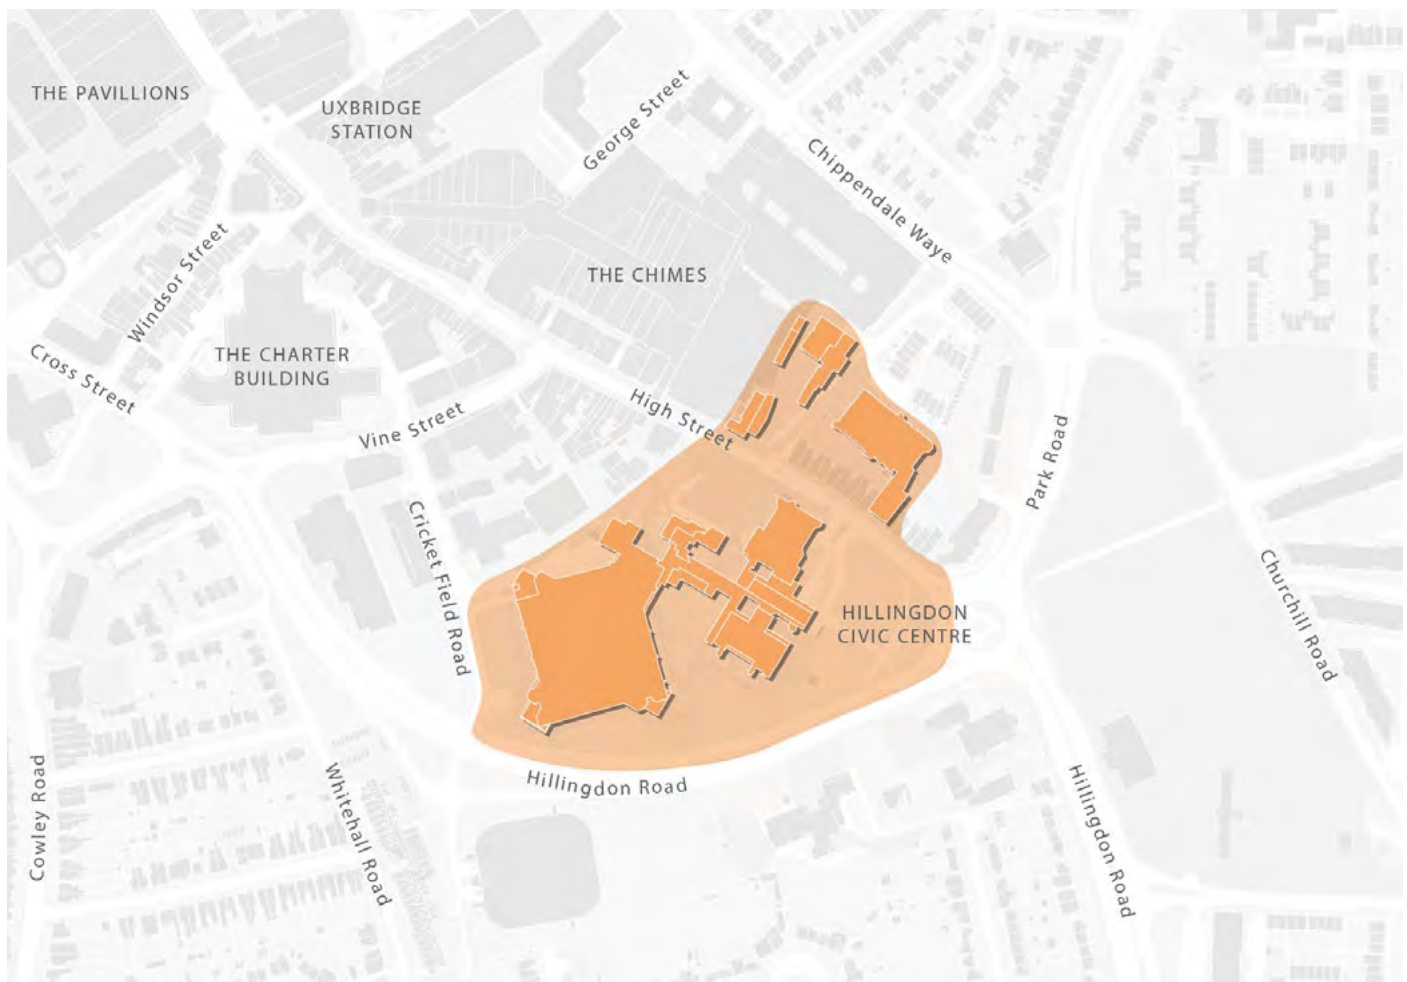 THE PAVILLIONS
UXBRIDGE
STATION
George Street
Chippendale Waye
Windsor Street
THE CHIMES
Cross Street
THE CHARTER
BUILDING
Vine Street
High Street
Park Road
Cricket Field Road
HILLINGDON
CIVIC CENTRE
Churchill Road
Hillingdon Road
Cowley Road
Whitehall Road
Hillingdon Road